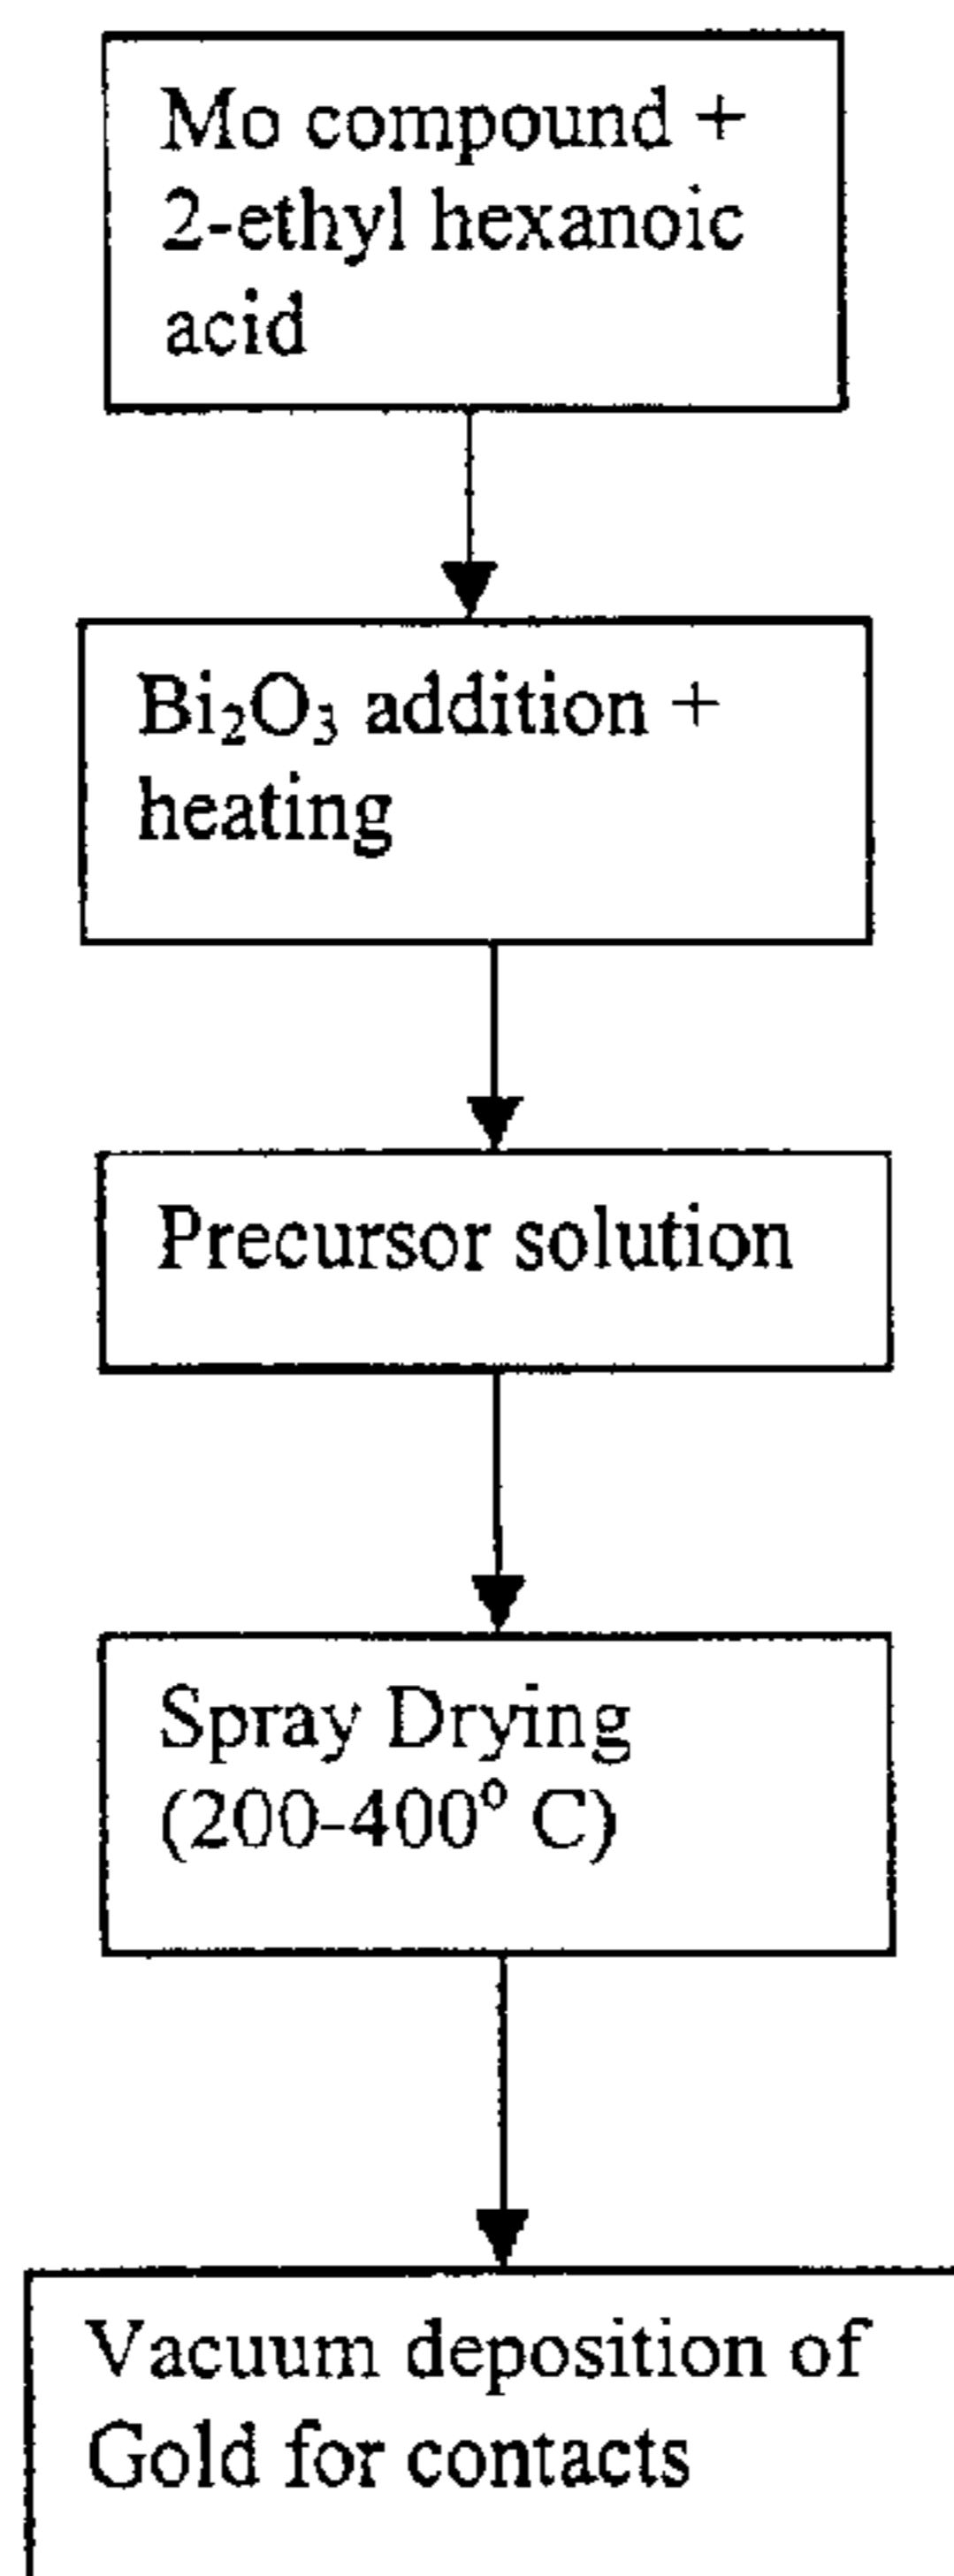 Mo compound +
2-ethyl hexanoic
acid
Bi₂O₃ addition +
heating
Precursor solution
Spray Drying
(200-400° C)
Vacuum deposition of
Gold for contacts